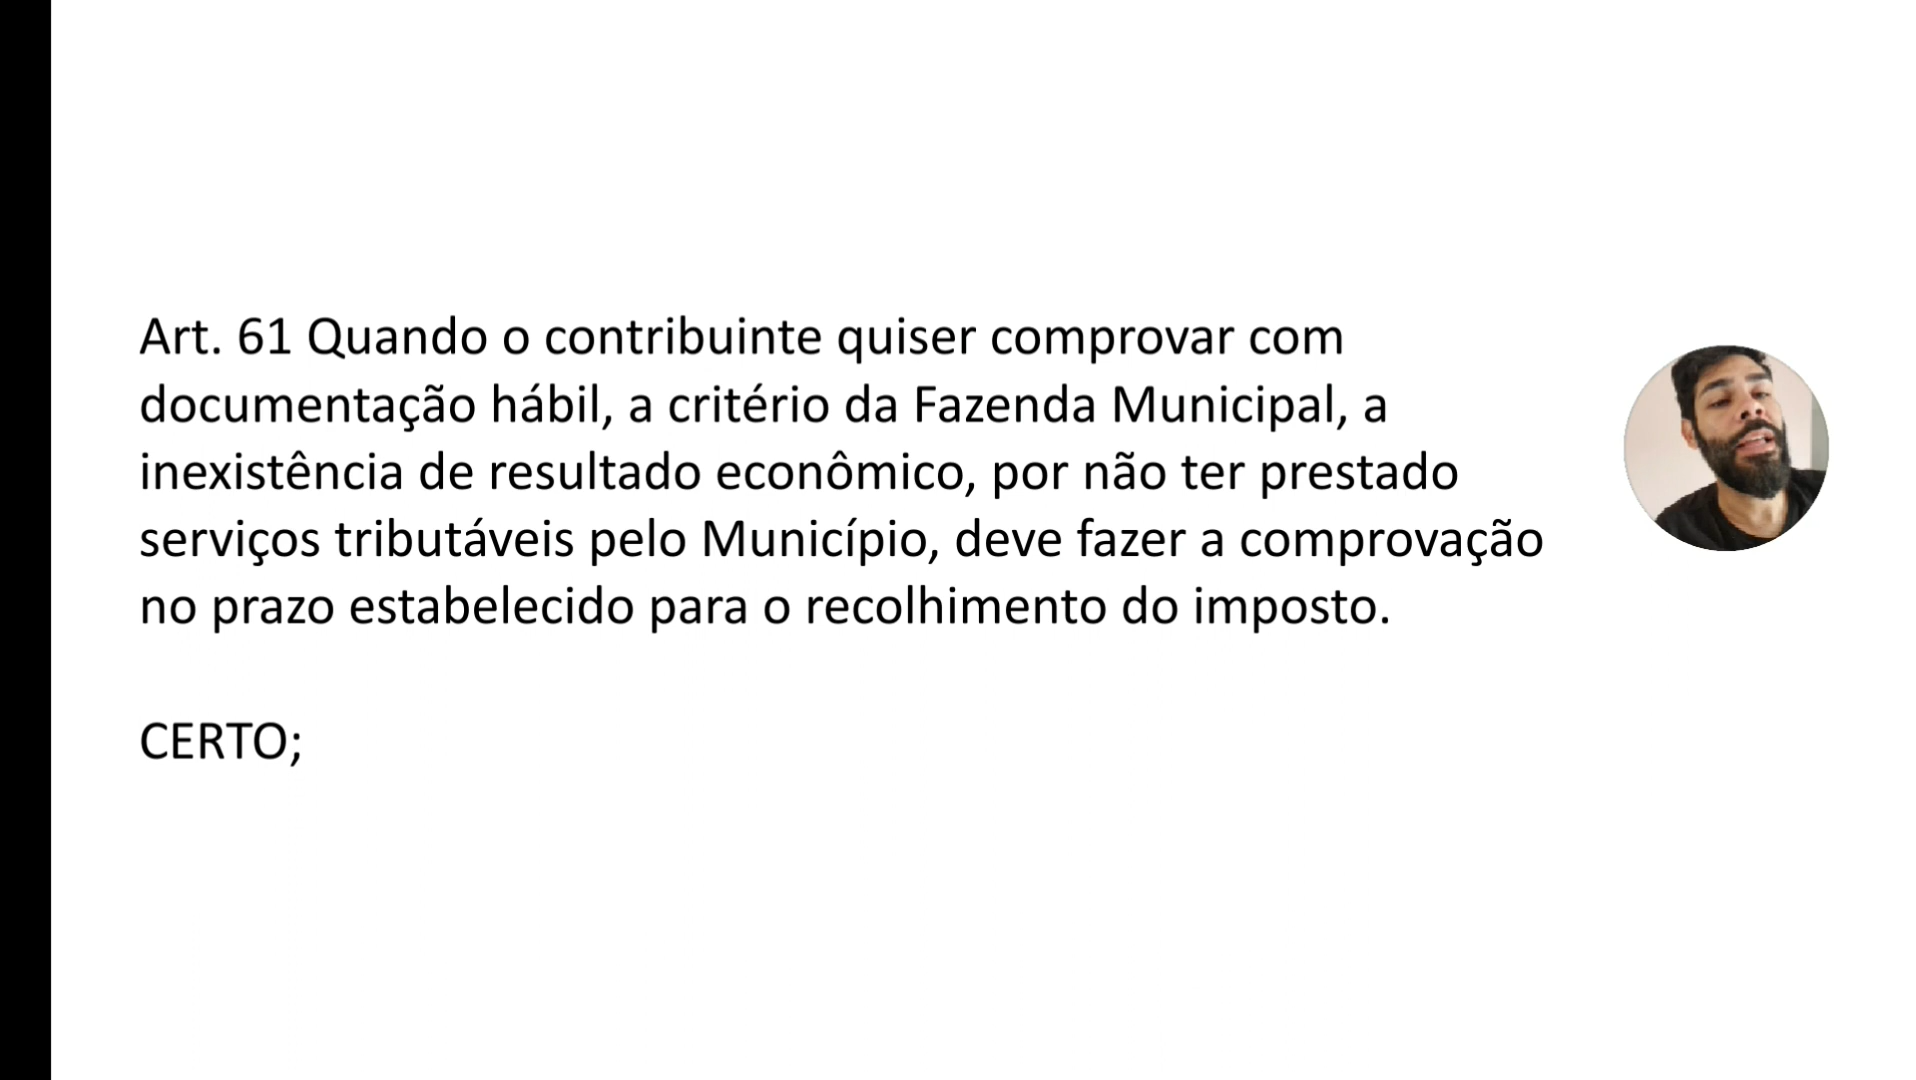 Art. 61 Quando o contribuinte quiser comprovar com
documentação hábil, a critério da Fazenda Municipal, a
inexistência de resultado econômico, por não ter prestado
serviços tributáveis pelo Município, deve fazer a comprovação
no prazo estabelecido para o recolhimento do imposto.
CERTO;